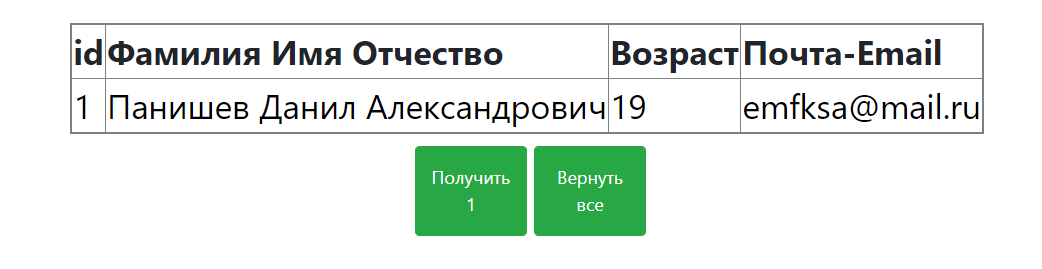 id Фамилия Имя Отчество Возраст Почта-Email
1 Панишев Данил Александрович 19 emfksa@mail.ru
Получить Вернуть
1 все